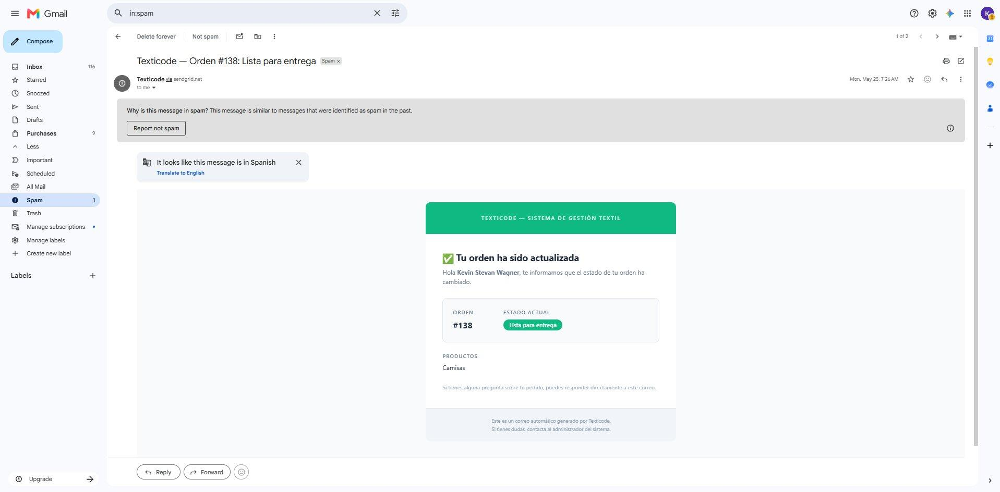 Gmail
in:spam
Compose
Inbox 116
Starred
Snoozed
Sent
Drafts
Purchases 9
Less
Important
Scheduled
All Mail
Spam 1
Trash
Manage subscriptions
Manage labels
Create new label
Labels
Upgrade
Delete forever Not spam 1 of 2
Texticode — Orden #138: Lista para entrega Spam x
Texticode via sendgrid.net Mon, May 25, 7:26 AM
to me
Why is this message in spam? This message is similar to messages that were identified as spam in the past.
Report not spam
It looks like this message is in Spanish
Translate to English
TEXTICODE — SISTEMA DE GESTIÓN TEXTIL
✅ Tu orden ha sido actualizada
Hola Kevin Stevan Wagner, te informamos que el estado de tu orden ha
cambiado.
ORDEN ESTADO ACTUAL
#138 Lista para entrega
PRODUCTOS
Camisas
Si tienes alguna pregunta sobre tu pedido, puedes responder directamente a este correo.
Este es un correo automático generado por Texticode.
Si tienes dudas, contacta al administrador del sistema.
Reply Forward
K
31